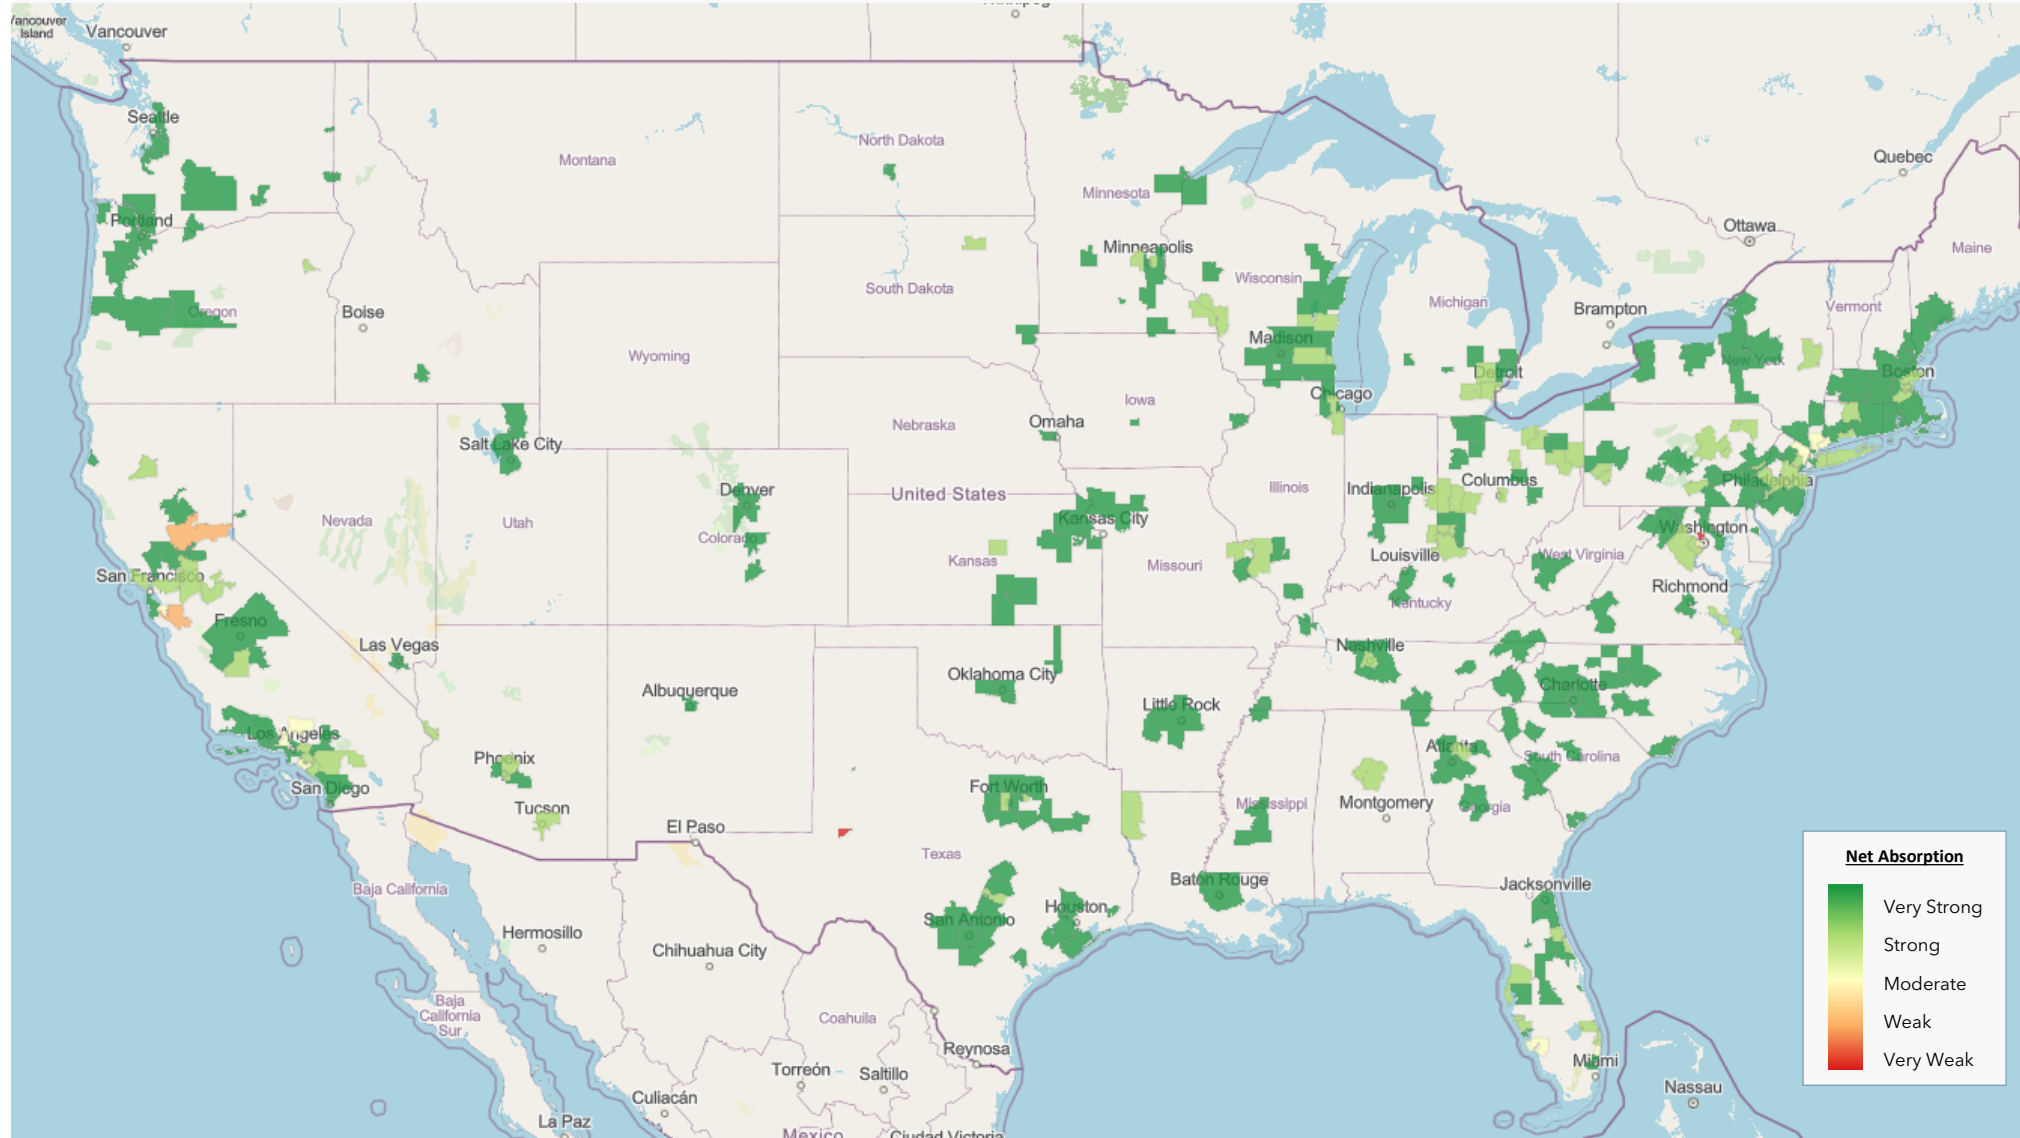 Vancouver
Island
Vancouver
Winnipeg
Seattle
Montana
North Dakota
Minnesota
Quebec
Ottawa
Maine
Portland
Minneapolis
Wisconsin
Michigan
Brampton
Vermont
Oregon
Boise
South Dakota
Wyoming
Madison
New York
Detroit
Boston
Chicago
Iowa
Omaha
Nebraska
Salt Lake City
Denver
United States
Illinois
Indianapolis
Columbus
Philadelphia
Nevada
Utah
Colorado
Kansas City
Washington
Kansas
Missouri
Louisville
West Virginia
San Francisco
Richmond
Kentucky
Fresno
Las Vegas
Nashville
Albuquerque
Oklahoma City
Little Rock
Charlotte
Los Angeles
Phoenix
Atlanta
South Carolina
San Diego
Tucson
Fort Worth
Mississippi
Montgomery
Georgia
El Paso
Texas
Baja California
Baton Rouge
Jacksonville
San Antonio
Houston
Hermosillo
Chihuahua City
Baja
California
Sur
Coahuila
Reynosa
Torreón
Saltillo
Miami
Culiacán
Nassau
La Paz
Mexico
Ciudad Victoria
Net Absorption
Very Strong
Strong
Moderate
Weak
Very Weak